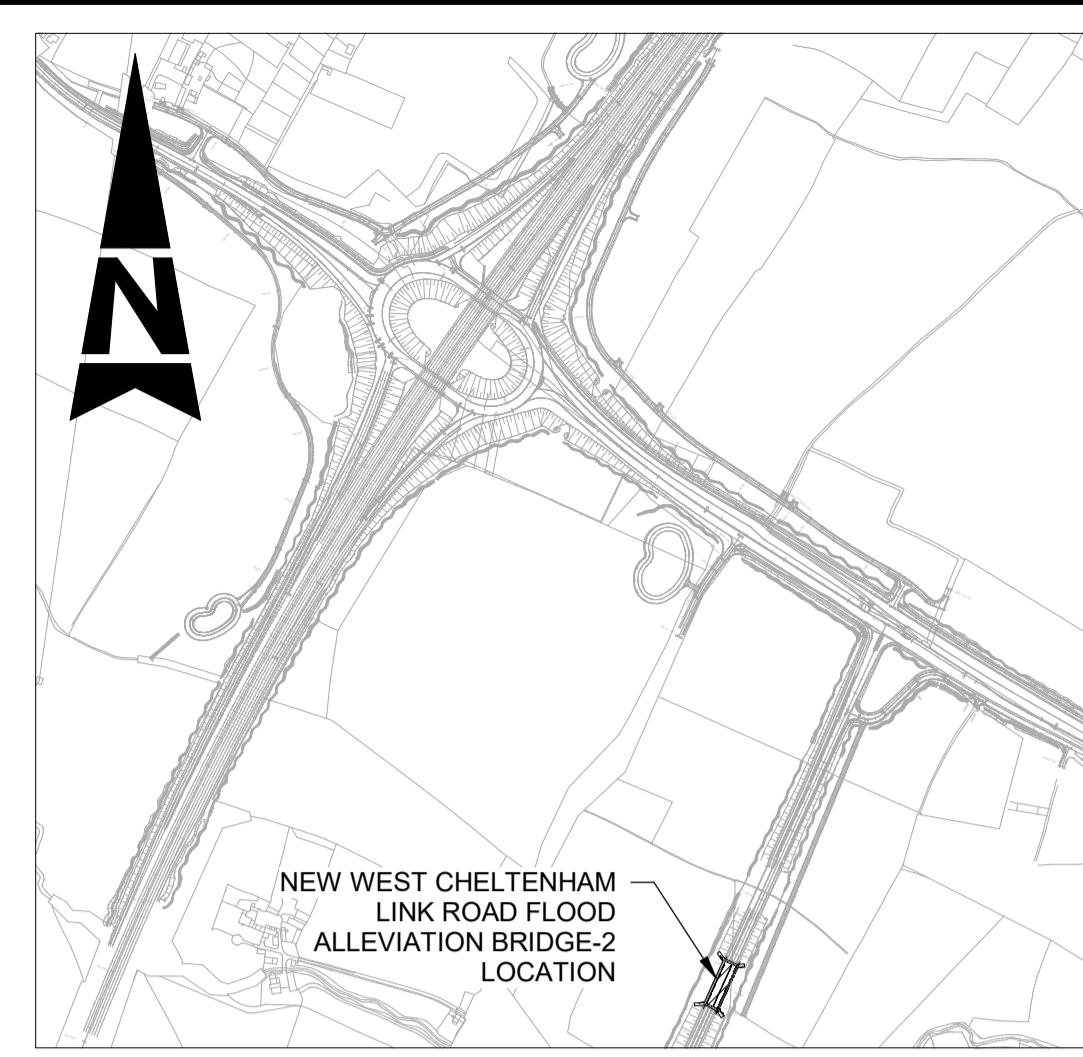 N
NEW WEST CHELTENHAM
LINK ROAD FLOOD
ALLEVIATION BRIDGE-2
LOCATION